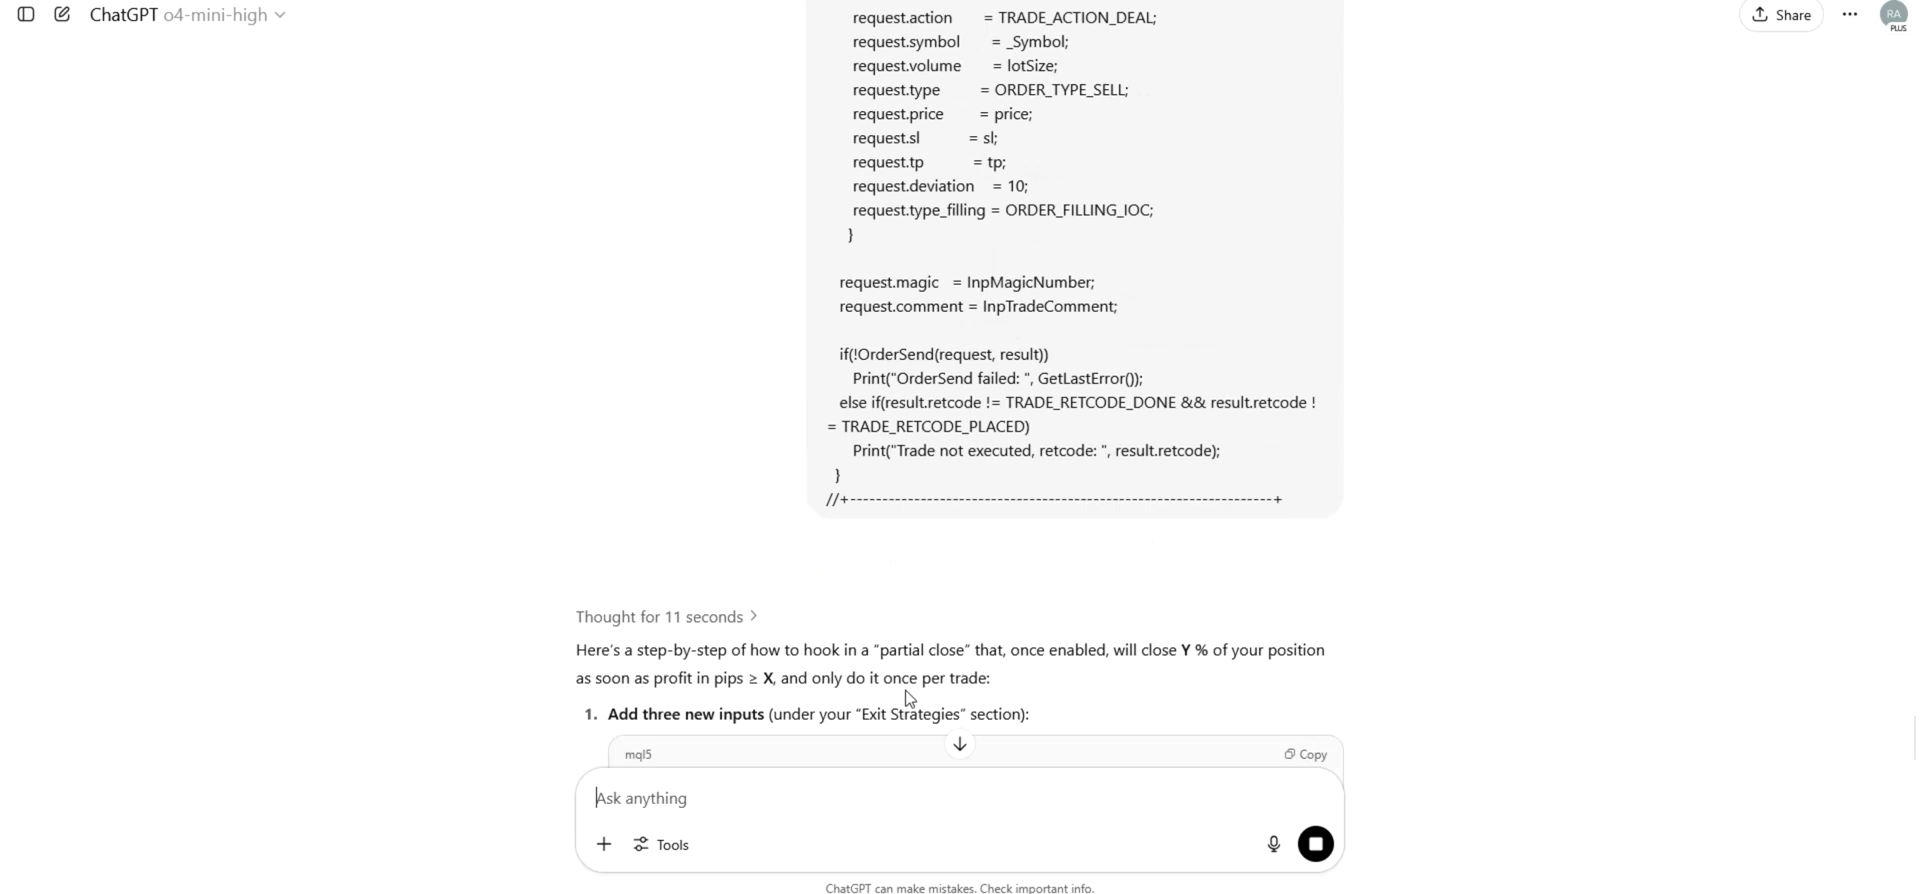 ChatGPT o4-mini-high
Share
RA
PLUS
request.action = TRADE_ACTION_DEAL;
request.symbol = _Symbol;
request.volume = lotSize;
request.type = ORDER_TYPE_SELL;
request.price = price;
request.sl = sl;
request.tp = tp;
request.deviation = 10;
request.type_filling = ORDER_FILLING_IOC;
}
request.magic = InpMagicNumber;
request.comment = InpTradeComment;
if(!OrderSend(request, result))
Print("OrderSend failed: ", GetLastError());
else if(result.retcode != TRADE_RETCODE_DONE && result.retcode !
= TRADE_RETCODE_PLACED)
Print("Trade not executed, retcode: ", result.retcode);
}
//+------------------------------------------------------------------+
Thought for 11 seconds >
Here's a step-by-step of how to hook in a "partial close" that, once enabled, will close Y % of your position
as soon as profit in pips ≥ X, and only do it once per trade:
1. Add three new inputs (under your "Exit Strategies" section):
mql5
Copy
Ask anything
Tools
ChatGPT can make mistakes. Check important info.